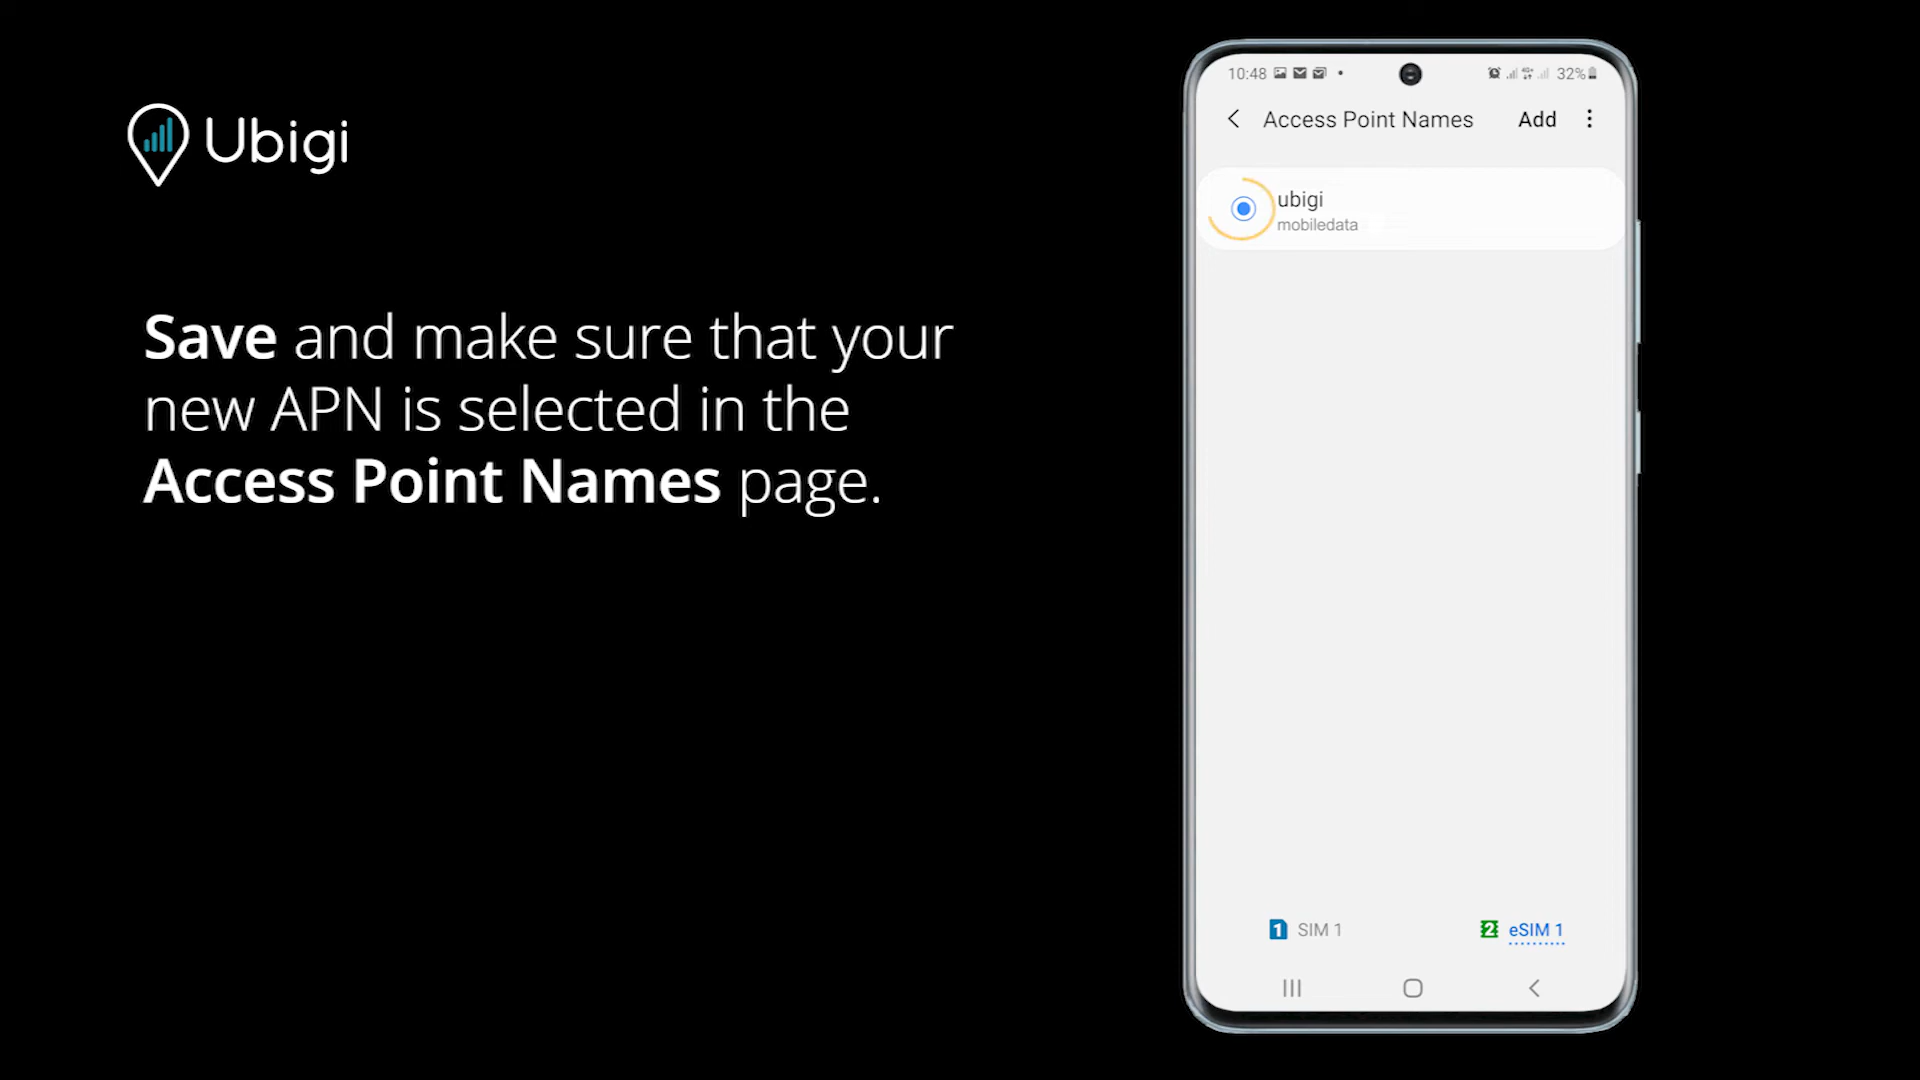 Ubigi
Save and make sure that your
new APN is selected in the
Access Point Names page.
10:48 32%
Access Point Names Add
ubigi
mobiledata
1 SIM 1 2 eSIM 1